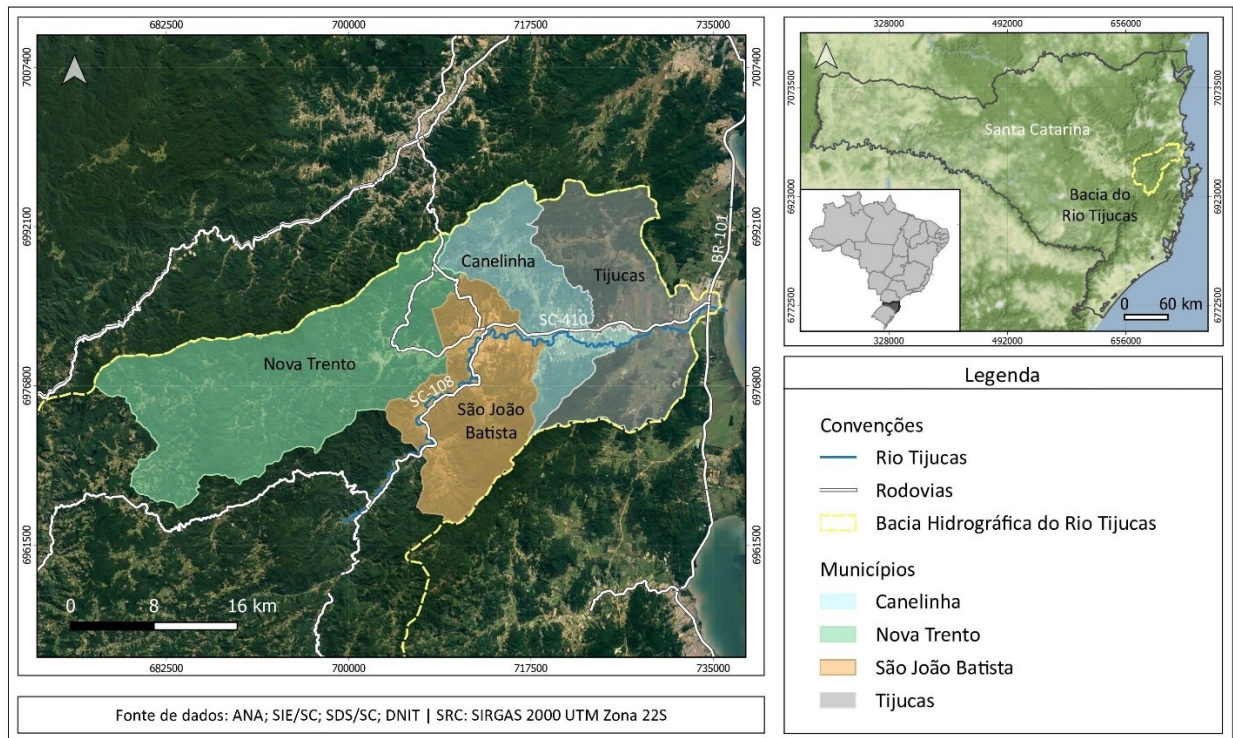 682500
700000
717500
735000
7007400
6992100
6976800
6961500
Canelinha
Tijucas
BR-101
SC-410
Nova Trento
SC-108
São João
Batista
0 8 16 km
7007400
6992100
6976800
6961500
682500
700000
717500
735000
Fonte de dados: ANA; SIE/SC; SDS/SC; DNIT | SRC: SIRGAS 2000 UTM Zona 22S
328000
492000
656000
7073500
6923000
6772500
Santa Catarina
Bacia do
Rio Tijucas
0 60 km
7073500
6923000
6772500
328000
492000
656000
Legenda
Convenções
Rio Tijucas
Rodovias
Bacia Hidrográfica do Rio Tijucas
Municípios
Canelinha
Nova Trento
São João Batista
Tijucas